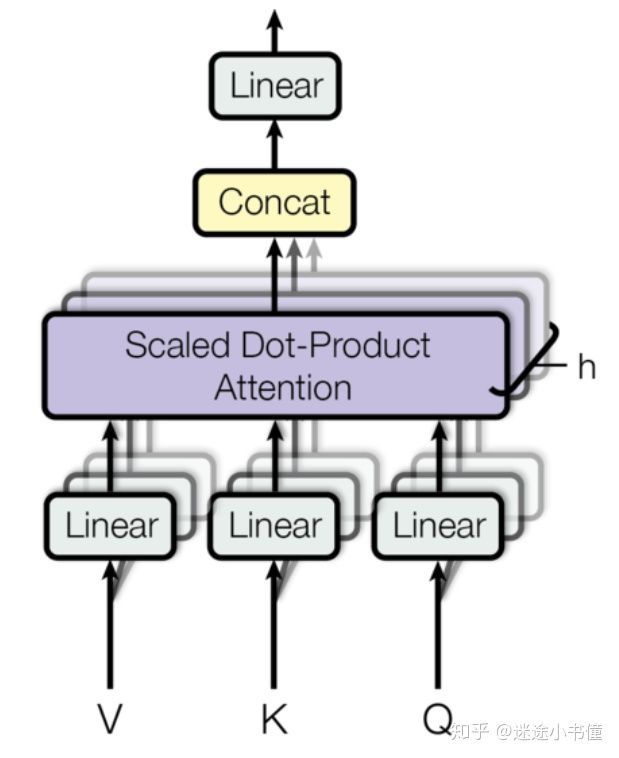 Linear
Concat
Scaled Dot-Product
Attention
h
Linear
Linear
Linear
V
K
Q
知乎 @迷途小书僮